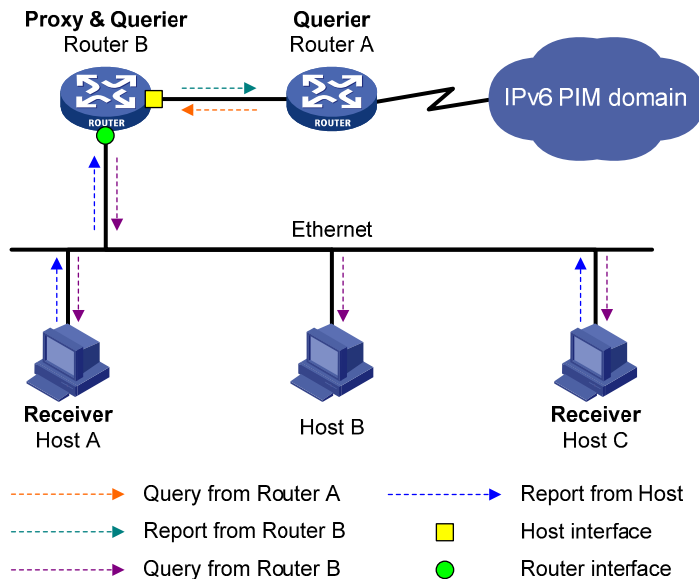 Proxy & Querier
Router B
Querier
Router A
ROUTER
ROUTER
IPv6 PIM domain
Ethernet
Receiver
Host A
Host B
Receiver
Host C
Query from Router A
Report from Host
Report from Router B
Host interface
Query from Router B
Router interface